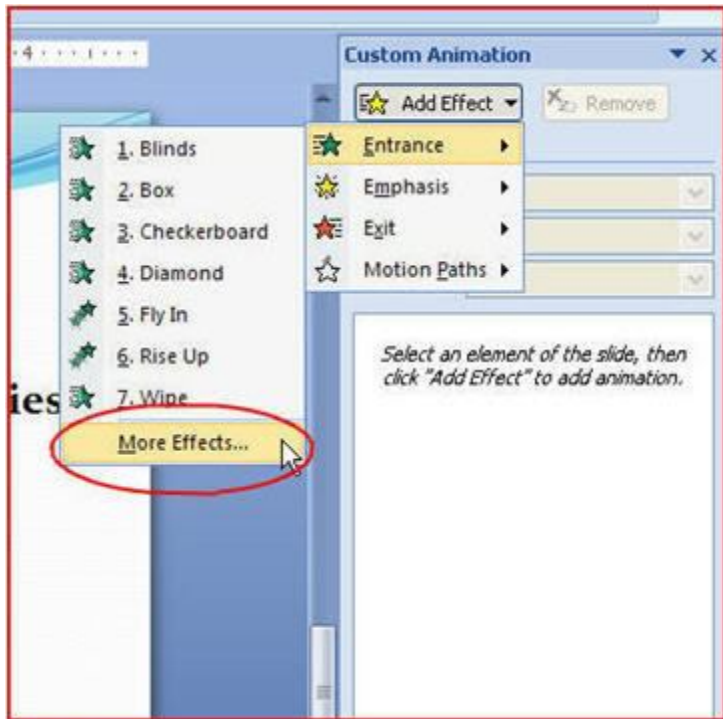 4
Custom Animation
Add Effect
Remove
1. Blinds
2. Box
3. Checkerboard
4. Diamond
5. Fly In
6. Rise Up
7. Wipe
More Effects...
Entrance
Emphasis
Exit
Motion Paths
Select an element of the slide, then
click "Add Effect" to add animation.
ies